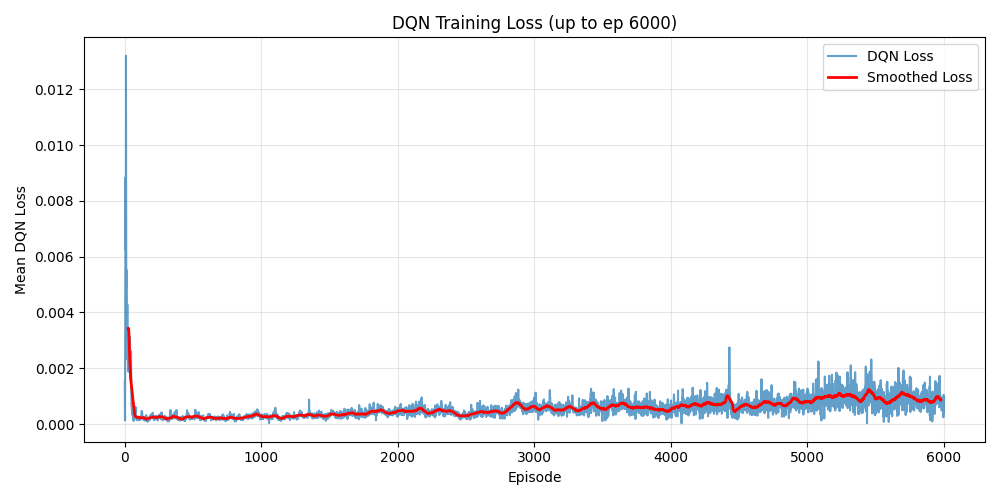 DQN Training Loss (up to ep 6000)
DQN Loss
Smoothed Loss
Mean DQN Loss
0.012
0.010
0.008
0.006
0.004
0.002
0.000
0 1000 2000 3000 4000 5000 6000
Episode